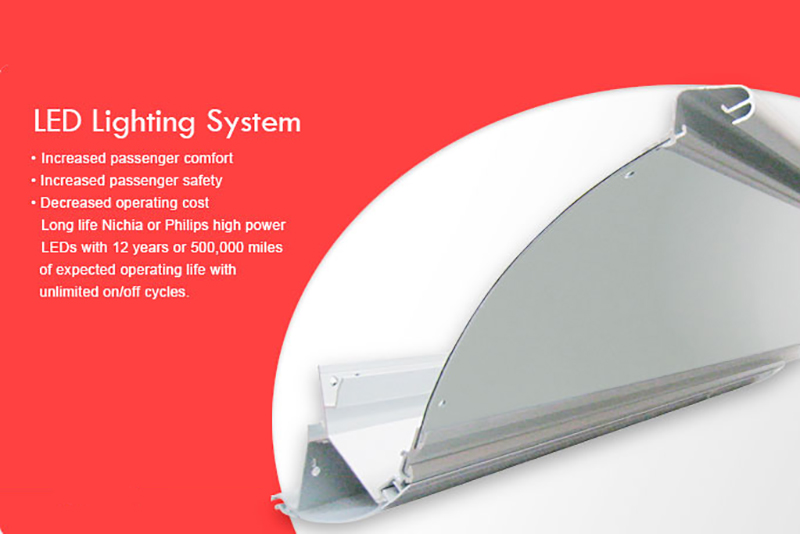 LED Lighting System
• Increased passenger comfort
• Increased passenger safety
• Decreased operating cost
Long life Nichia or Philips high power
LEDs with 12 years or 500,000 miles
of expected operating life with
unlimited on/off cycles.